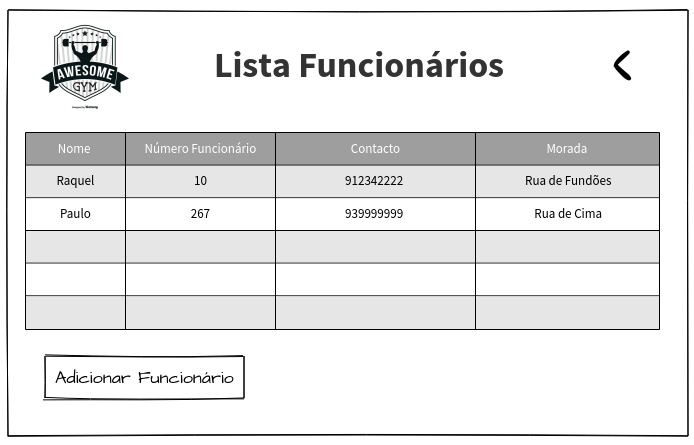 AWESOME
GYM
Lista Funcionários
Nome Número Funcionário Contacto Morada
Raquel 10 912342222 Rua de Fundões
Paulo 267 939999999 Rua de Cima
Adicionar Funcionário